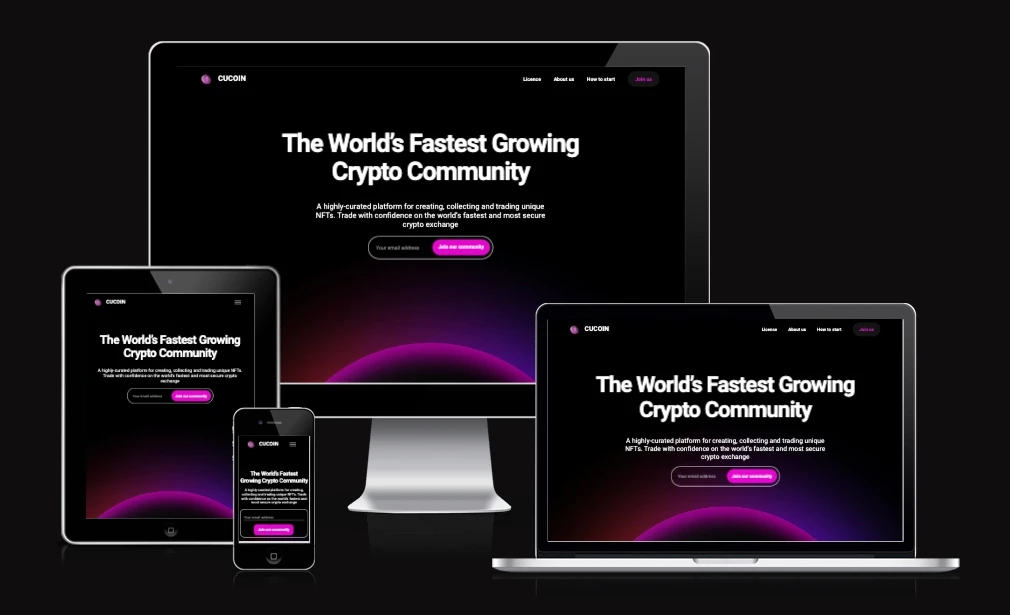 CUCOIN
Licence About us How to start Join us
The World's Fastest Growing
Crypto Community
A highly-curated platform for creating, collecting and trading unique
NFTs. Trade with confidence on the world's fastest and most secure
crypto exchange
Your email address Join our community
CUCOIN
The World's Fastest Growing
Crypto Community
A highly-curated platform for creating, collecting and trading unique NFTs.
Trade with confidence on the world's fastest and most secure crypto
exchange
Your email address Join our community
CUCOIN
The World's Fastest
Growing Crypto Community
A highly-curated platform for creating,
collecting and trading unique NFTs. Trade
with confidence on the world's fastest and
most secure crypto exchange
Your email address
Join our community
CUCOIN
License About us How to start Join us
The World's Fastest Growing
Crypto Community
A highly-curated platform for creating, collecting and trading unique
NFTs. Trade with confidence on the world's fastest and most secure
crypto exchange
Your email address Join our community